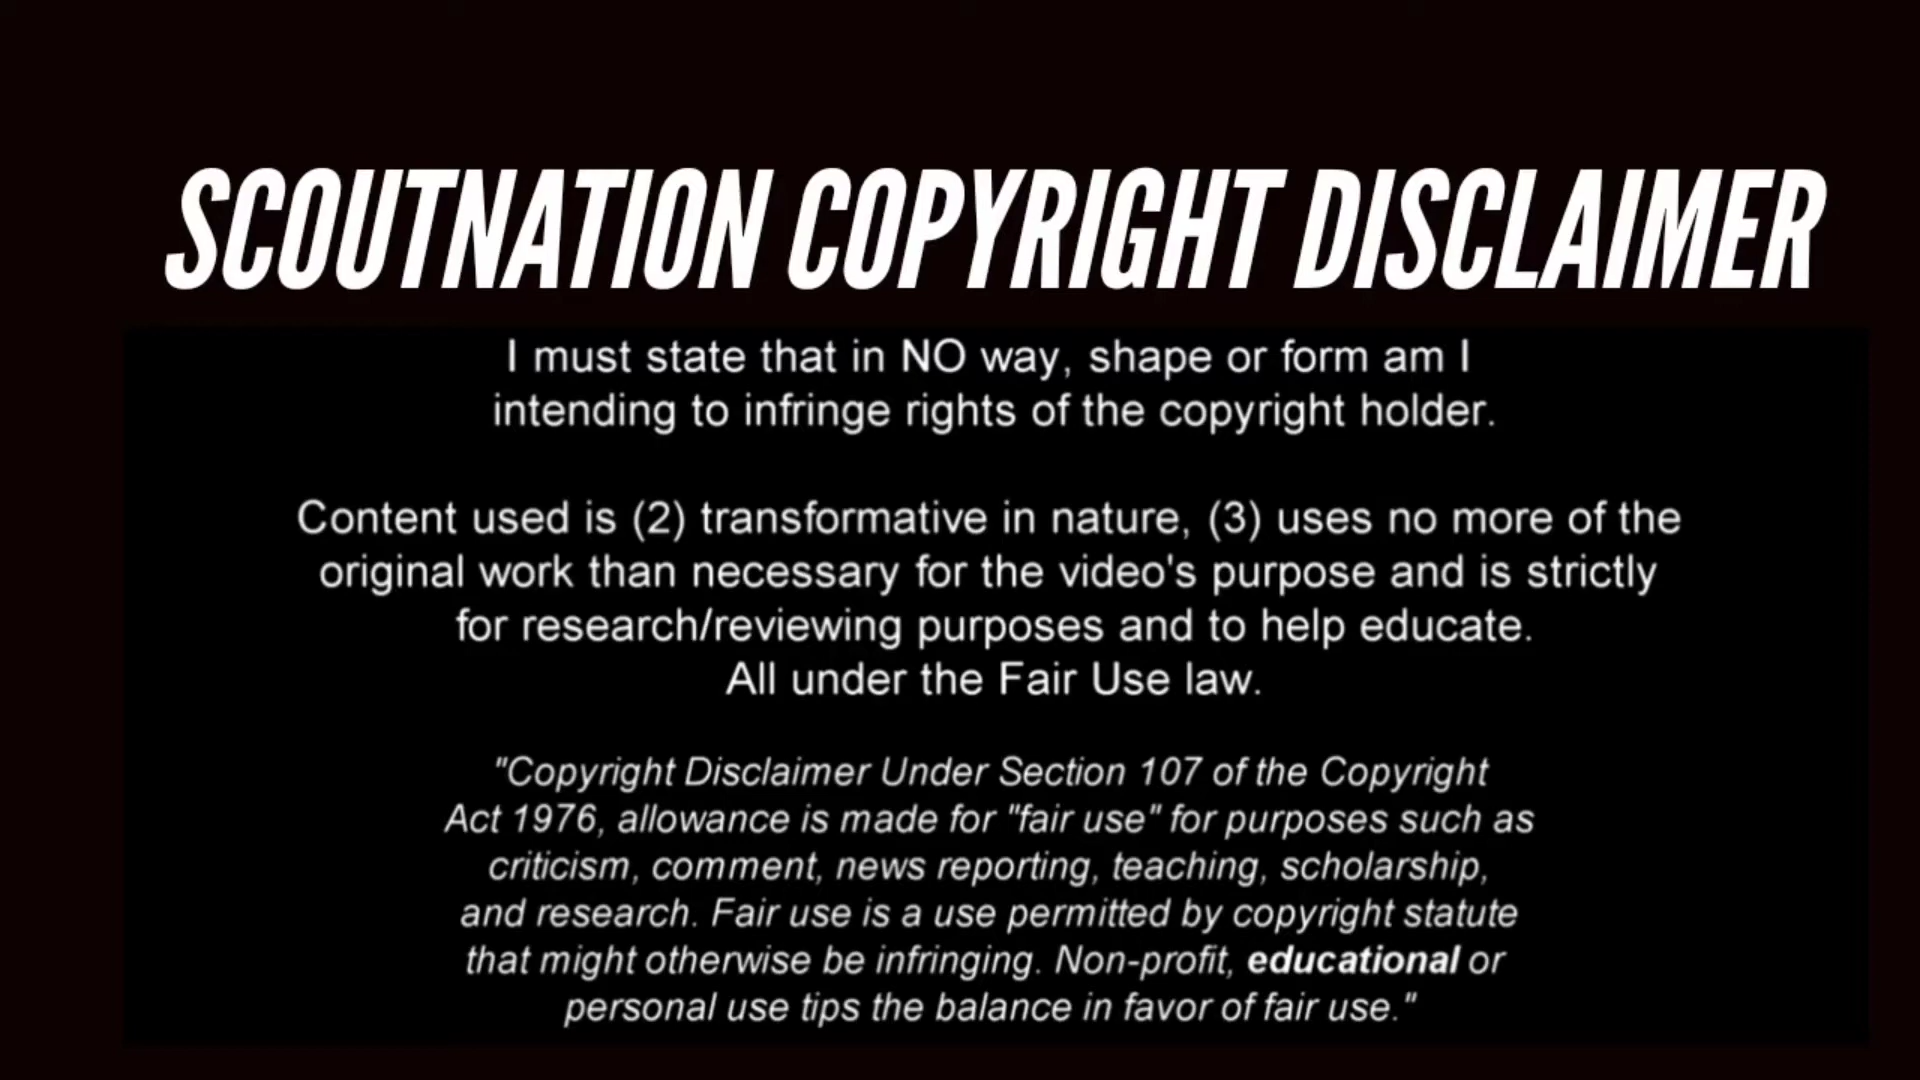 SCOUTNATION COPYRIGHT DISCLAIMER
I must state that in NO way, shape or form am I
intending to infringe rights of the copyright holder.
Content used is (2) transformative in nature, (3) uses no more of the
original work than necessary for the video's purpose and is strictly
for research/reviewing purposes and to help educate.
All under the Fair Use law.
"Copyright Disclaimer Under Section 107 of the Copyright
Act 1976, allowance is made for "fair use" for purposes such as
criticism, comment, news reporting, teaching, scholarship,
and research. Fair use is a use permitted by copyright statute
that might otherwise be infringing. Non-profit, educational or
personal use tips the balance in favor of fair use."